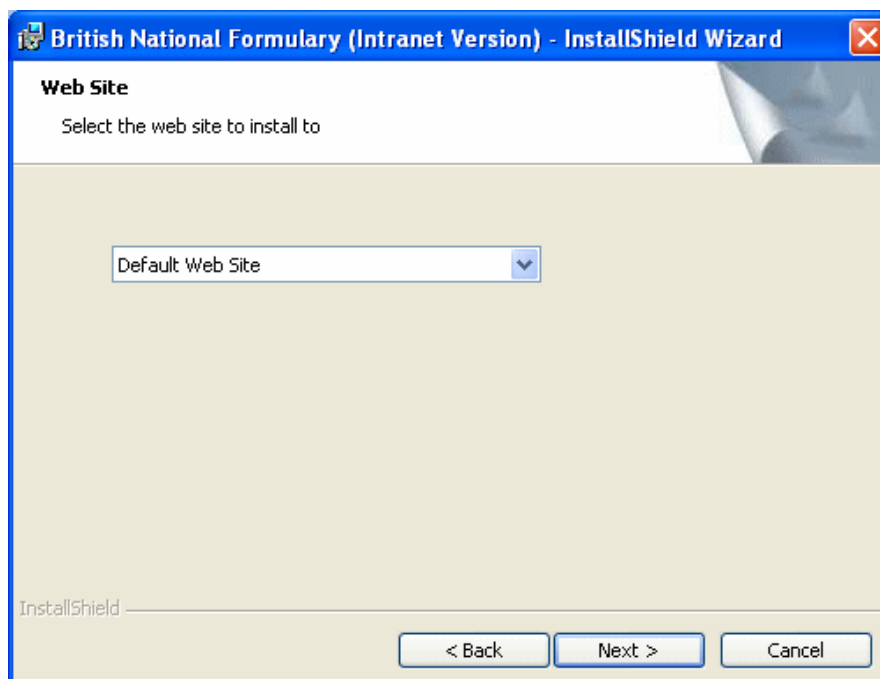 British National Formulary (Intranet Version) - InstallShield Wizard
Web Site
Select the web site to install to
Default Web Site
InstallShield
< Back Next > Cancel